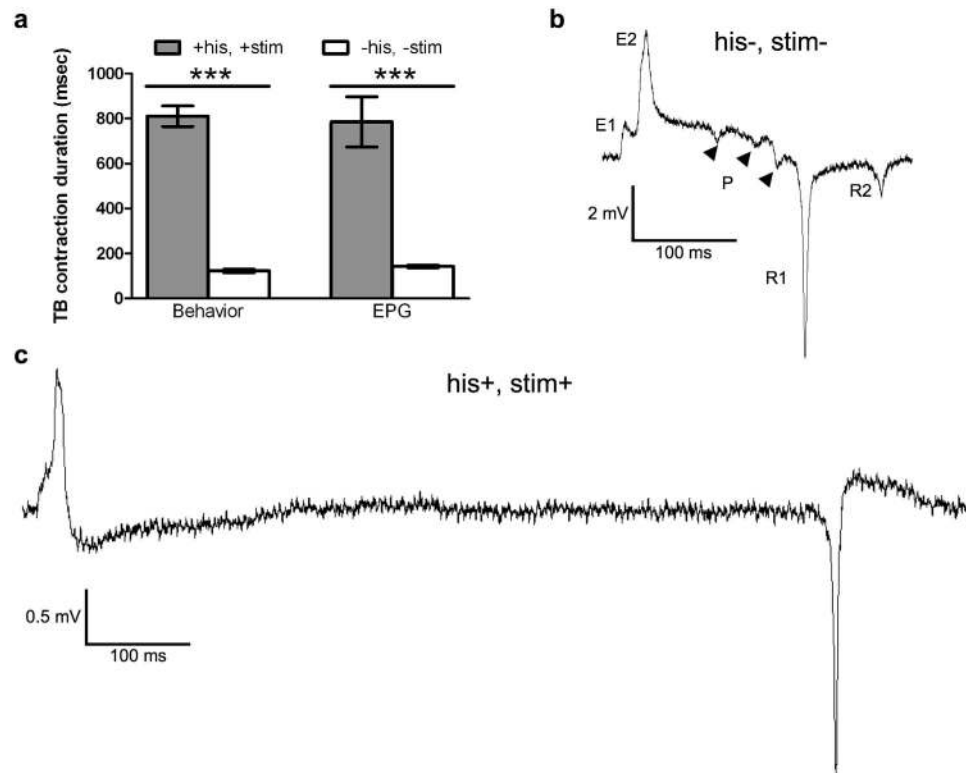 a
+his, +stim
-his, -stim
TB contraction duration (msec)
1000
800
600
400
200
0
***
***
Behavior
EPG
b
his-, stim-
E2
E1
P
R1
R2
2 mV
100 ms
c
his+, stim+
0.5 mV
100 ms